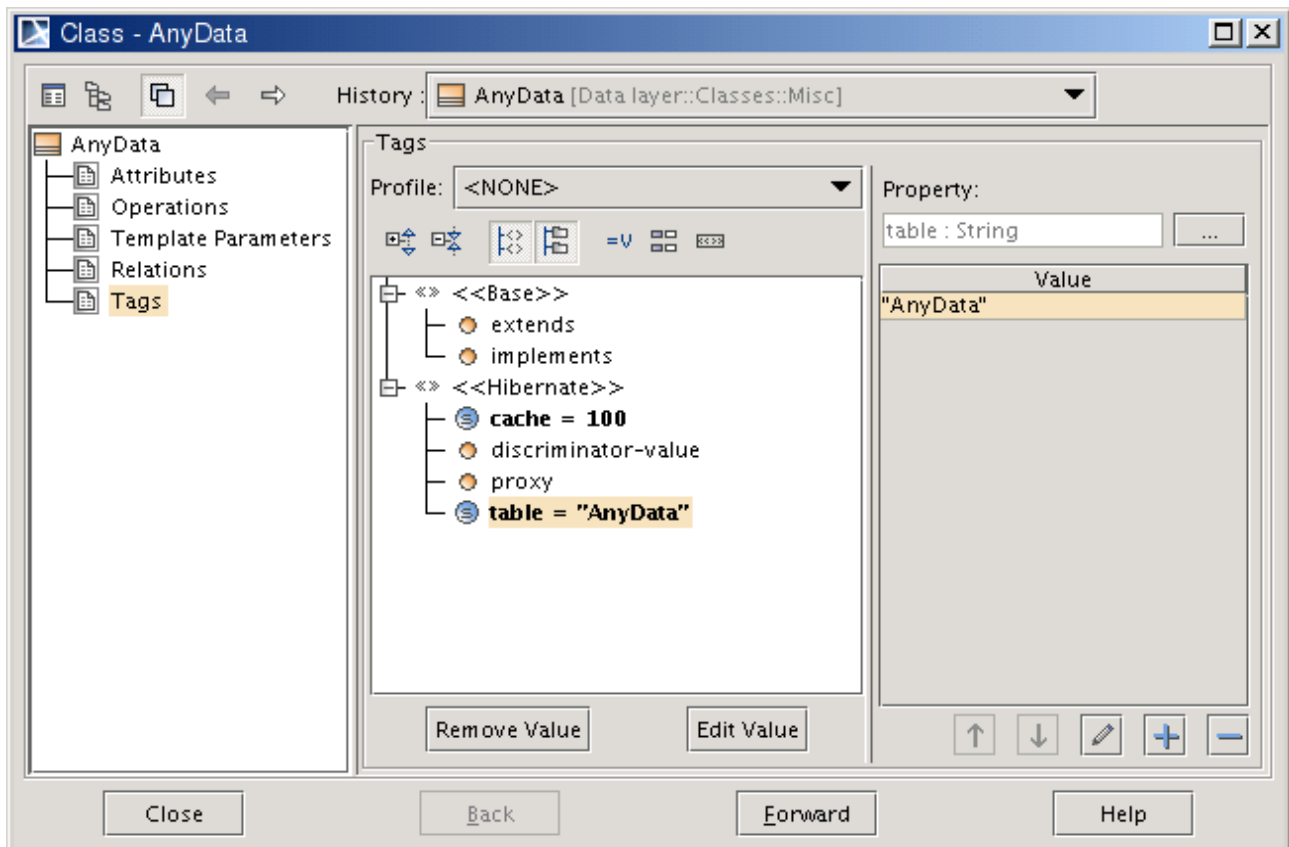 Class - AnyData
History : AnyData [Data layer::Classes::Misc]
AnyData
Attributes
Operations
Template Parameters
Relations
Tags
Tags
Profile: <NONE>
=V
«» <<Base>>
extends
implements
«» <<Hibernate>>
cache = 100
discriminator-value
proxy
table = "AnyData"
Remove Value
Edit Value
Property:
table : String
...
Value
"AnyData"
Close
Back
Forward
Help